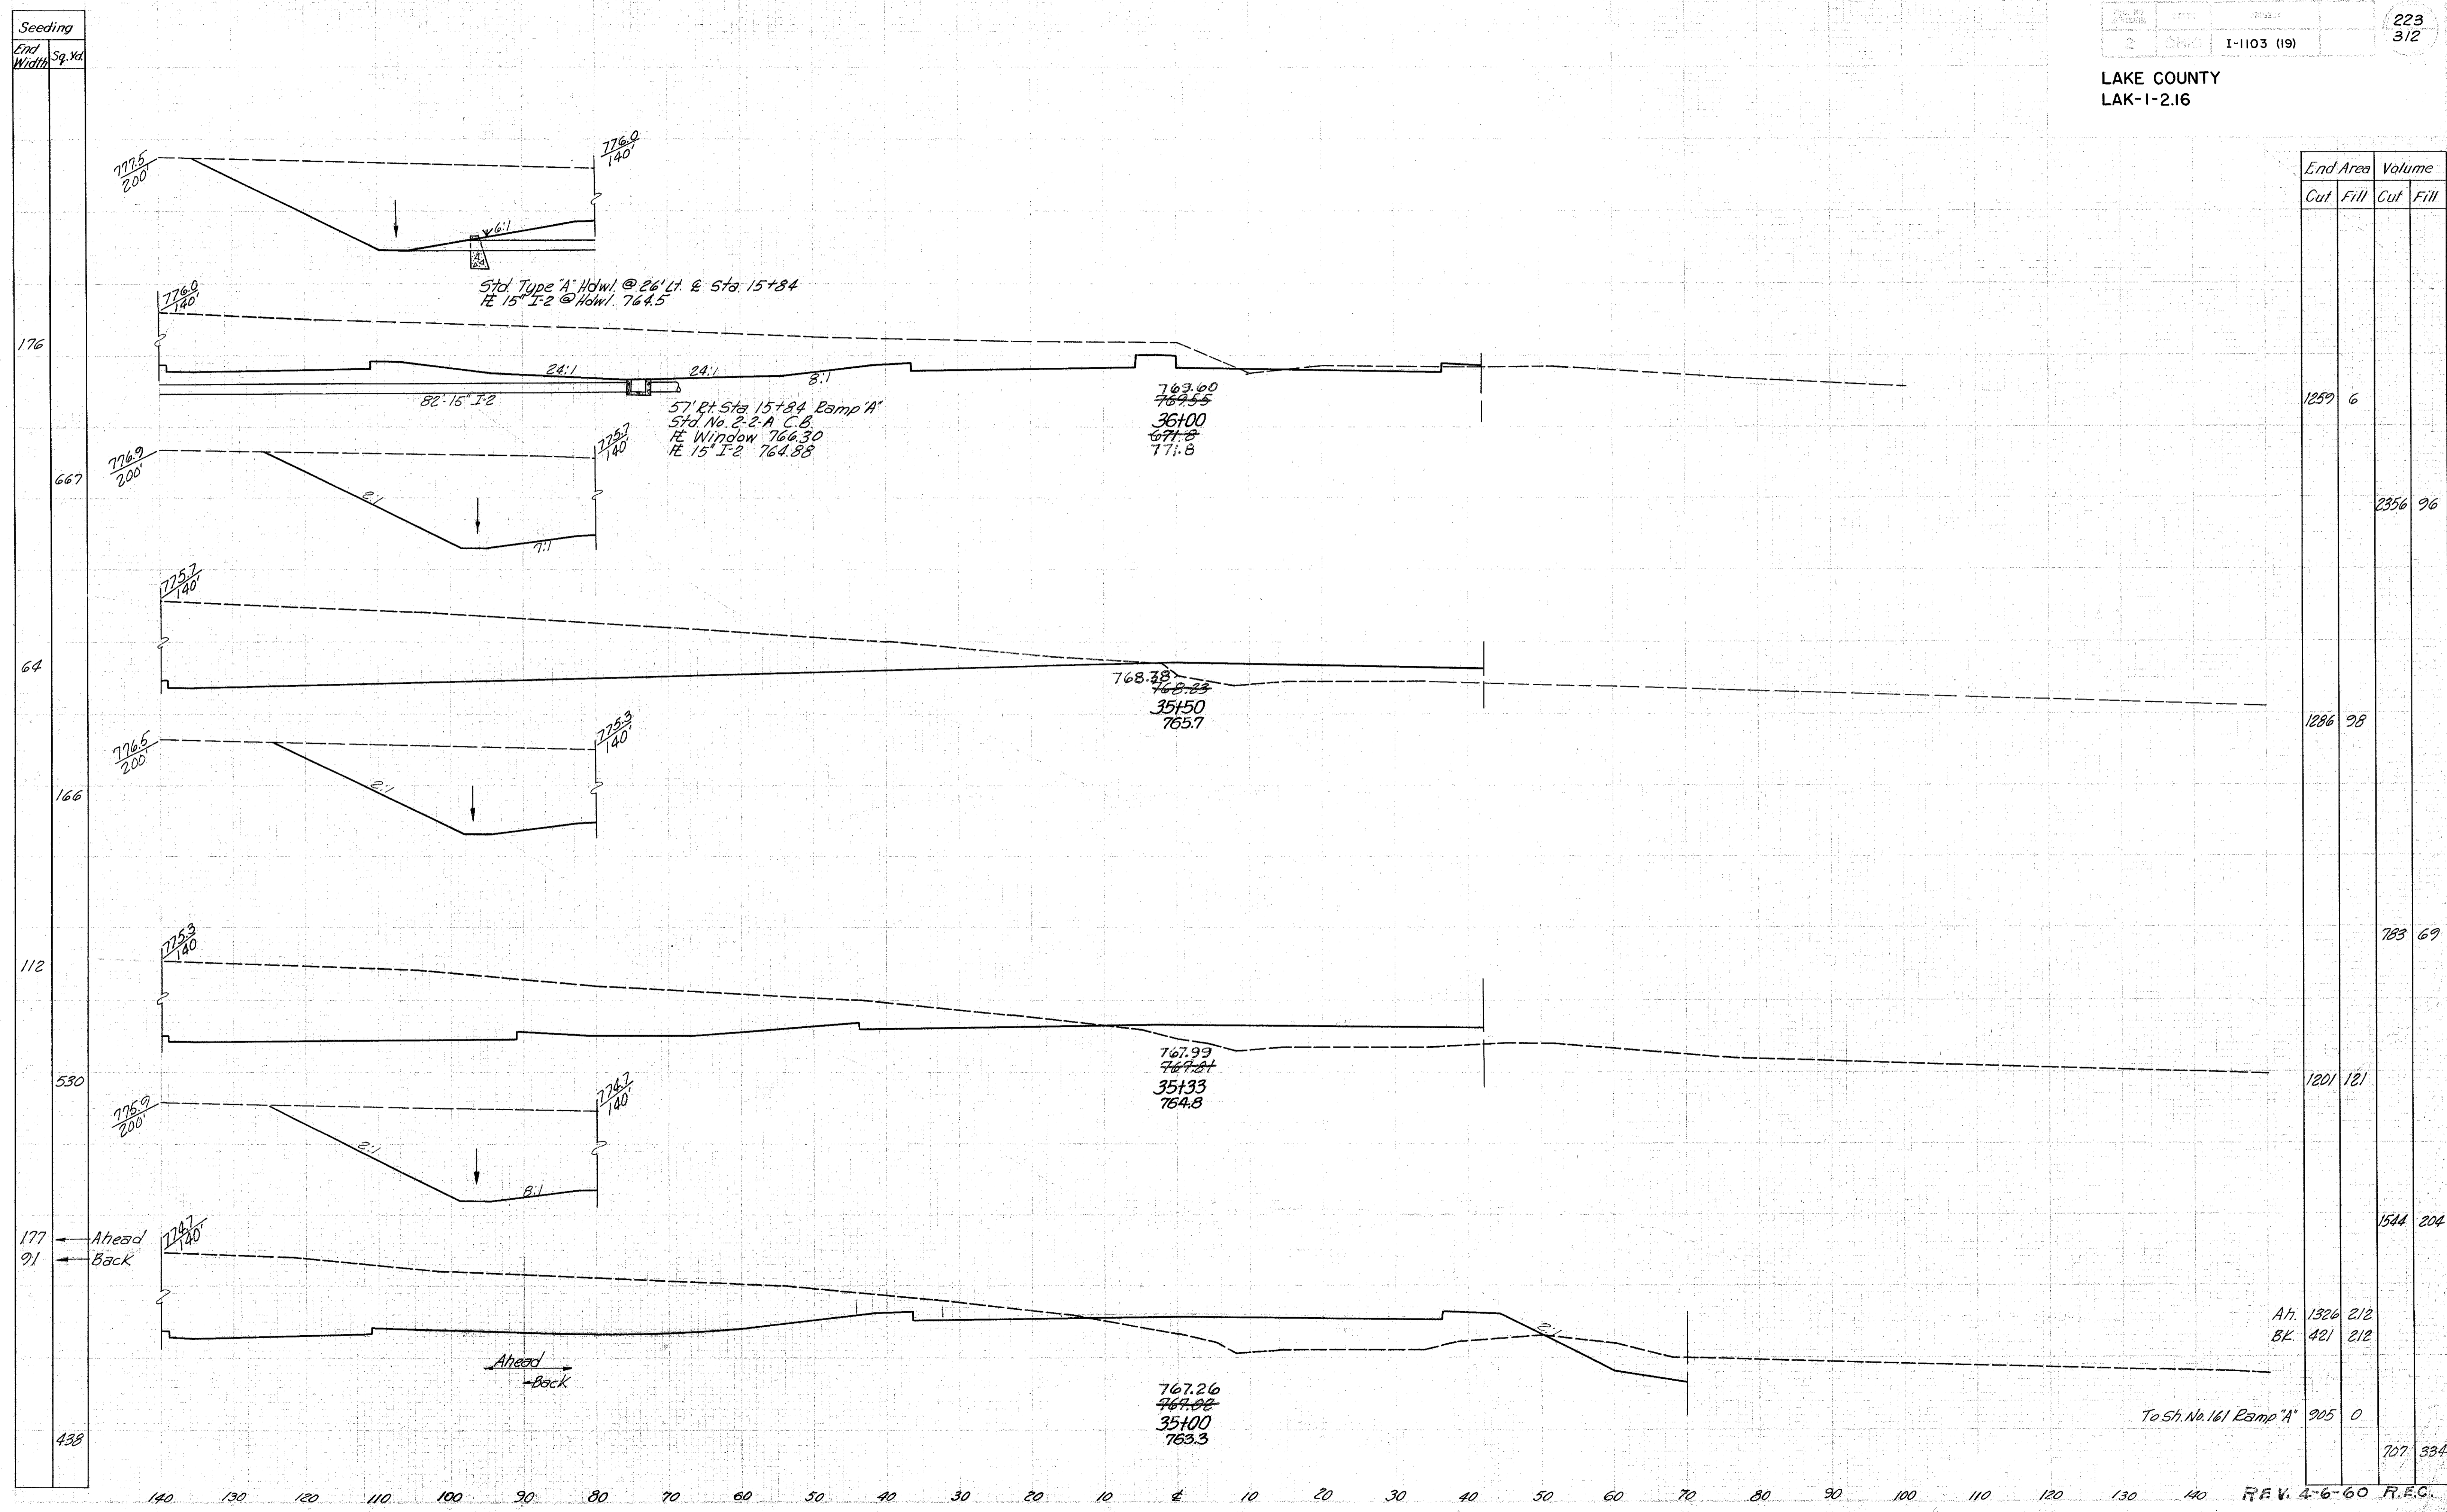 223
312
I-1103 (19)
LAKE COUNTY
LAK-1-2.16
Seeding
End Width
Sq. Yd.
End Area Volume
Cut Fill Cut Fill
777.5
200'
776.0
140'
6:1
Std. Type "A" Hdwl. @ 26' Lt. ℄ Sta. 15+84
15" I-2 @ Hdwl. 764.5
776.0
140'
176
24:1
24:1
8:1
82'-15" I-2
57' Rt. Sta. 15+84 Ramp "A"
Std. No. 2-2-A C.B.
Window 766.30
15" I-2 764.88
769.60
769.55
36+00
671.8
771.8
1259 6
776.9
200'
775.7
140'
667
2:1
7:1
2356 96
775.7
140'
64
768.38
768.23
35+50
765.7
1286 98
776.5
200'
775.3
140'
2:1
166
775.3
140
112
783 69
767.99
767.81
35+33
764.8
530
1201 121
775.9
200'
774.7
140'
2:1
8:1
177 Ahead
91 Back
774.7
140'
1544 204
2:1
Ah. 1326 212
BK. 421 212
Ahead
Back
767.26
767.02
35+00
763.3
To Sh. No. 161 Ramp "A" 905 0
438
707 334
140 130 120 110 100 90 80 70 60 50 40 30 20 10 ℄ 10 20 30 40 50 60 70 80 90 100 110 120 130 140
REV. 4-6-60 R.E.C.